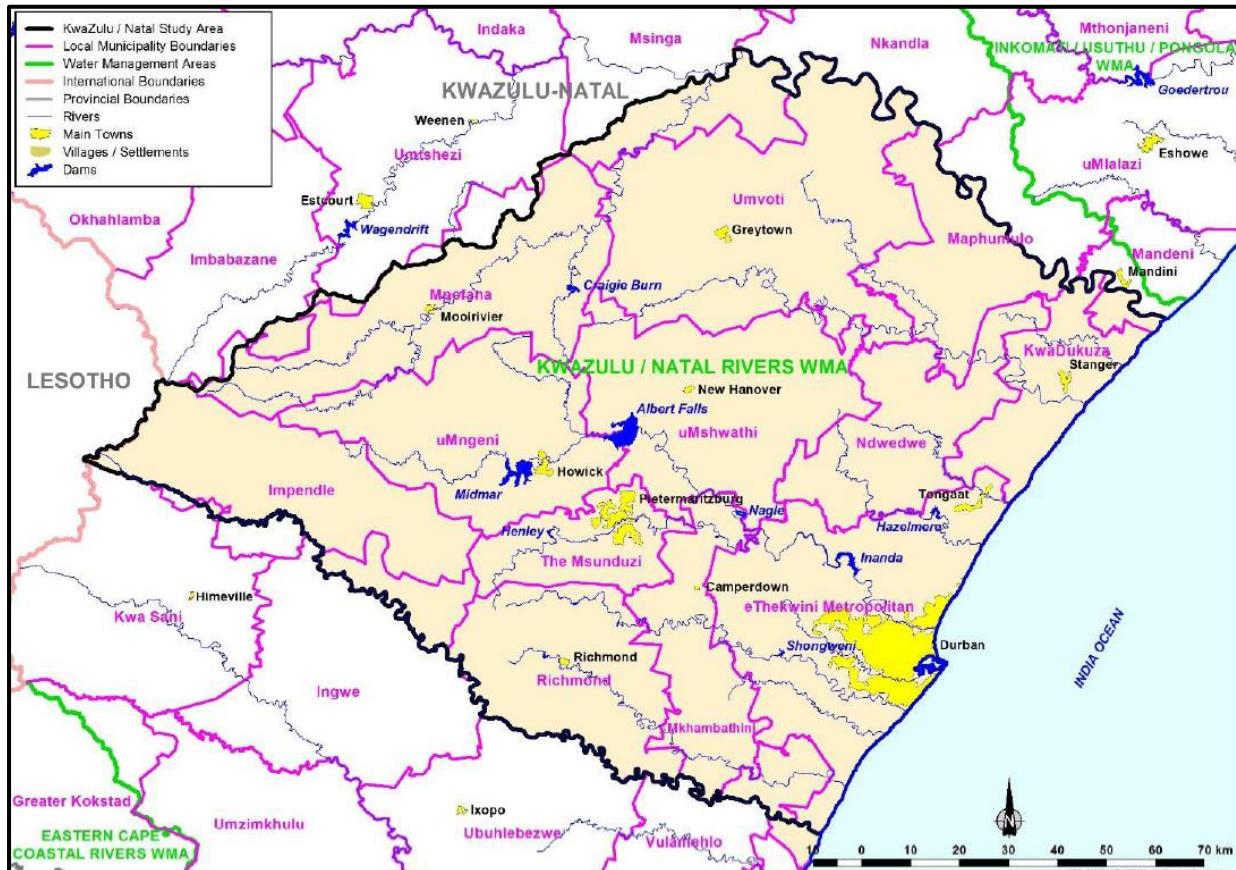 KwaZulu / Natal Study Area
Local Municipality Boundaries
Water Management Areas
International Boundaries
Provincial Boundaries
Rivers
Main Towns
Villages / Settlements
Dams
Indaka
Msinga
Nkandla
Mthonjaneni
INKOMATI / USUTHU / PONGOLA
WMA
Goedertrou
KWAZULU-NATAL
Weenen
Umtshezi
Eshowe
uMlalazi
Estcourt
Okhahlamba
Wagendrift
Umvoti
Greytown
Maphumulo
Imbabazane
Mandeni
Mandini
Craigie Burn
Mpofana
Mooirivier
KwaDukuza
Stanger
KWAZULU / NATAL RIVERS WMA
LESOTHO
New Hanover
Albert Falls
uMshwathi
uMngeni
Ndwedwe
Howick
Midmar
Impendle
Pietermaritzburg
Tongaat
Nagle
Hazelmere
Henley
Inanda
The Msunduzi
Camperdown
Himeville
eThekwini Metropolitan
Kwa Sani
INDIA OCEAN
Shongweni
Durban
Richmond
Richmond
Ingwe
Mkhambathini
Greater Kokstad
Ixopo
Umzimkhulu
EASTERN CAPE
COASTAL RIVERS WMA
Ubuhlebezwe
Vulamehlo
N
10 0 10 20 30 40 50 60 70 km